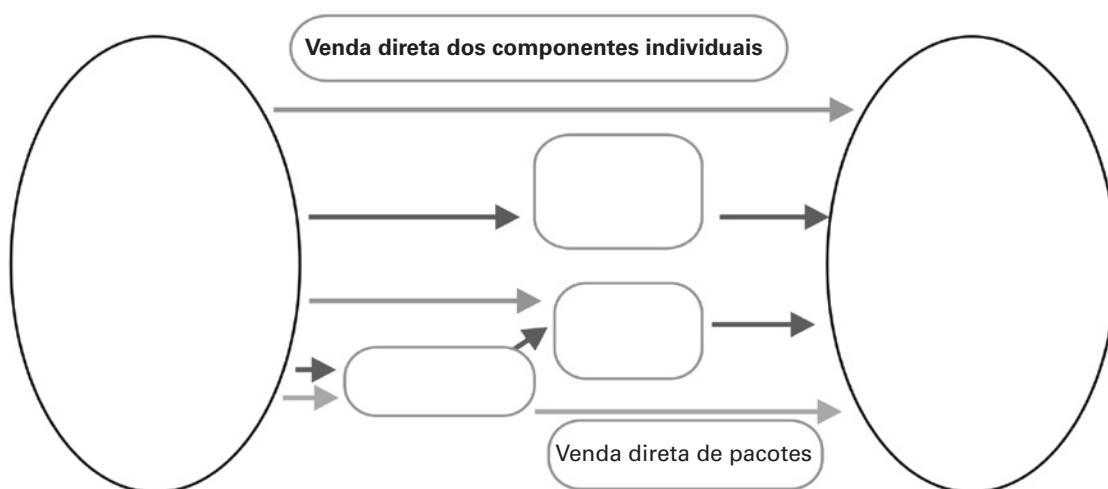 Venda direta dos componentes individuais
Venda direta de pacotes